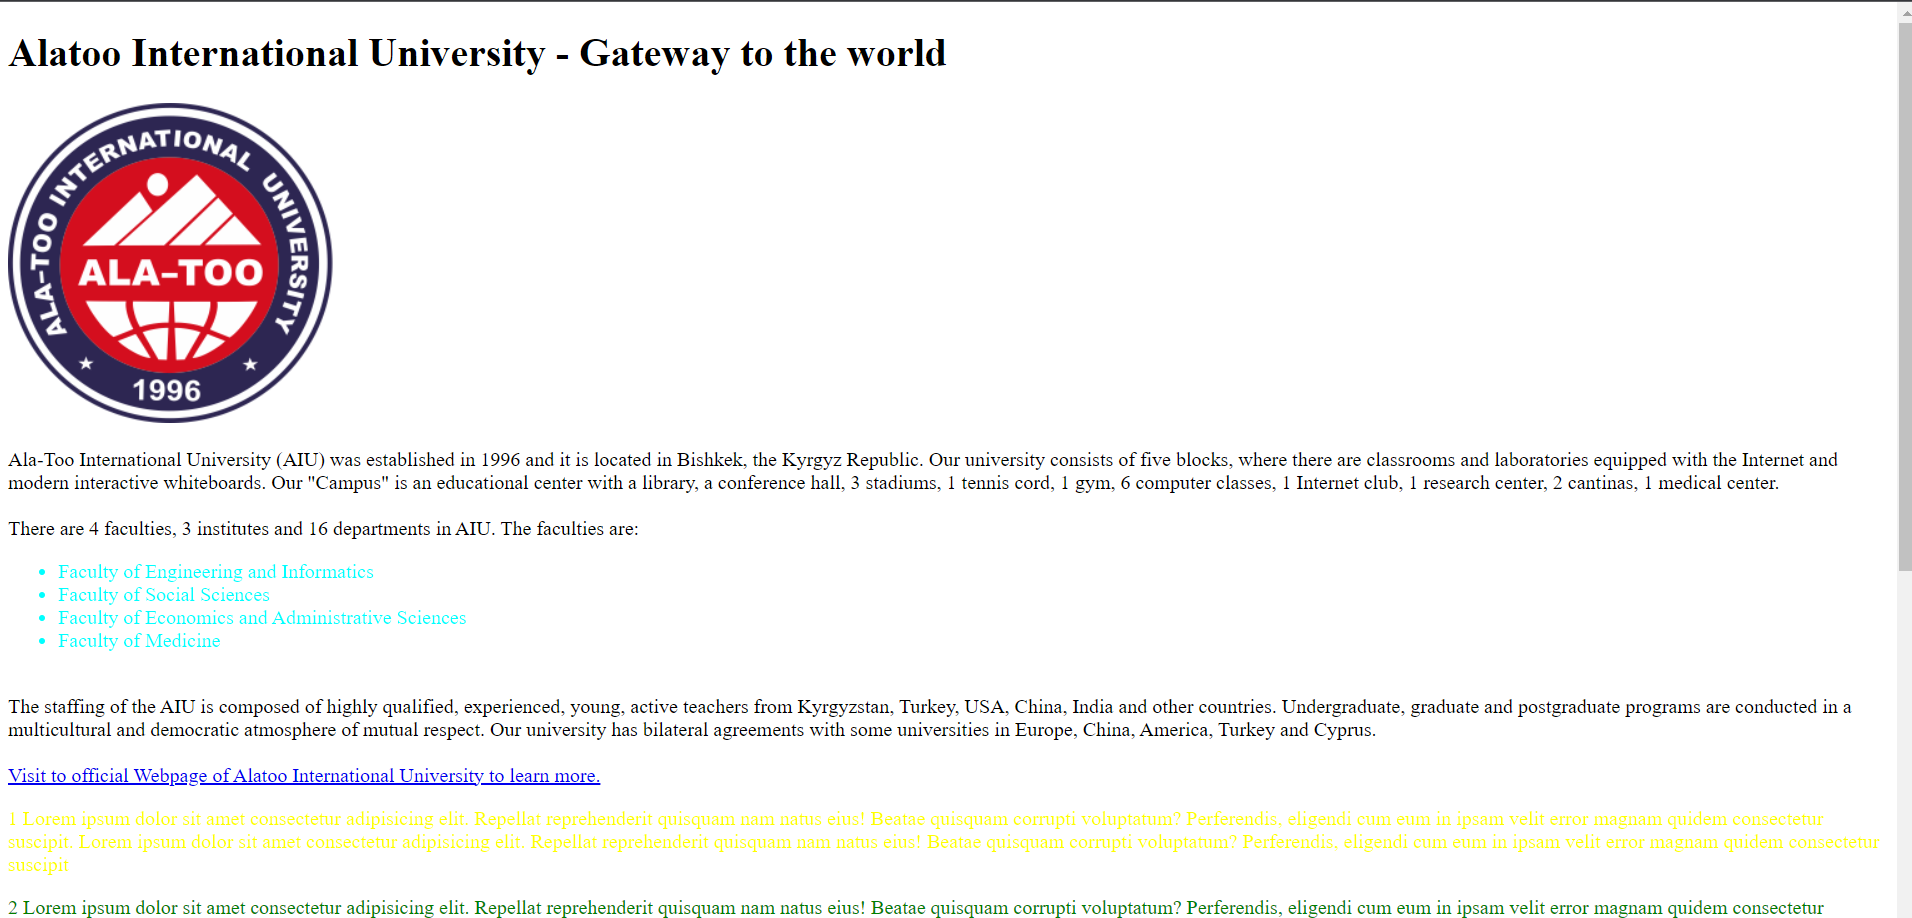 Alatoo International University - Gateway to the world
ALA-TOO INTERNATIONAL UNIVERSITY
ALA-TOO
1996
Ala-Too International University (AIU) was established in 1996 and it is located in Bishkek, the Kyrgyz Republic. Our university consists of five blocks, where there are classrooms and laboratories equipped with the Internet and
modern interactive whiteboards. Our "Campus" is an educational center with a library, a conference hall, 3 stadiums, 1 tennis cord, 1 gym, 6 computer classes, 1 Internet club, 1 research center, 2 cantinas, 1 medical center.
There are 4 faculties, 3 institutes and 16 departments in AIU. The faculties are:
• Faculty of Engineering and Informatics
• Faculty of Social Sciences
• Faculty of Economics and Administrative Sciences
• Faculty of Medicine
The staffing of the AIU is composed of highly qualified, experienced, young, active teachers from Kyrgyzstan, Turkey, USA, China, India and other countries. Undergraduate, graduate and postgraduate programs are conducted in a
multicultural and democratic atmosphere of mutual respect. Our university has bilateral agreements with some universities in Europe, China, America, Turkey and Cyprus.
Visit to official Webpage of Alatoo International University to learn more.
1 Lorem ipsum dolor sit amet consectetur adipisicing elit. Repellat reprehenderit quisquam nam natus eius! Beatae quisquam corrupti voluptatum? Perferendis, eligendi cum eum in ipsam velit error magnam quidem consectetur
suscipit. Lorem ipsum dolor sit amet consectetur adipisicing elit. Repellat reprehenderit quisquam nam natus eius! Beatae quisquam corrupti voluptatum? Perferendis, eligendi cum eum in ipsam velit error magnam quidem consectetur
suscipit
2 Lorem ipsum dolor sit amet consectetur adipisicing elit. Repellat reprehenderit quisquam nam natus eius! Beatae quisquam corrupti voluptatum? Perferendis, eligendi cum eum in ipsam velit error magnam quidem consectetur